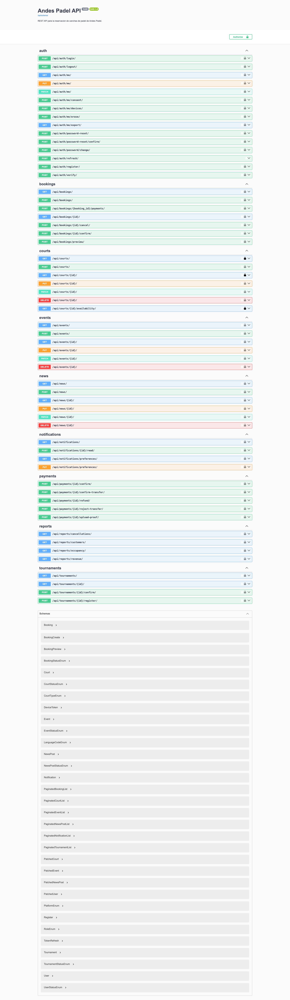 Andes Padel API 1.0.0 OAS 3.0
/api/schema/
REST API para la reservacion de canchas de padel de Andes Padel.
Authorize
auth
POST /api/auth/login/
POST /api/auth/logout/
GET /api/auth/me/
PUT /api/auth/me/
PATCH /api/auth/me/
POST /api/auth/me/consent/
POST /api/auth/me/devices/
POST /api/auth/me/erase/
GET /api/auth/me/export/
POST /api/auth/password-reset/
POST /api/auth/password-reset/confirm/
POST /api/auth/password/change/
POST /api/auth/refresh/
POST /api/auth/register/
POST /api/auth/verify/
bookings
GET /api/bookings/
POST /api/bookings/
POST /api/bookings/{booking_id}/payments/
GET /api/bookings/{id}/
POST /api/bookings/{id}/cancel/
POST /api/bookings/{id}/confirm/
POST /api/bookings/preview/
courts
GET /api/courts/
POST /api/courts/
GET /api/courts/{id}/
PUT /api/courts/{id}/
PATCH /api/courts/{id}/
DELETE /api/courts/{id}/
GET /api/courts/{id}/availability/
events
GET /api/events/
POST /api/events/
GET /api/events/{id}/
PUT /api/events/{id}/
PATCH /api/events/{id}/
DELETE /api/events/{id}/
news
GET /api/news/
POST /api/news/
GET /api/news/{id}/
PUT /api/news/{id}/
PATCH /api/news/{id}/
DELETE /api/news/{id}/
notifications
GET /api/notifications/
POST /api/notifications/{id}/read/
GET /api/notifications/preferences/
PUT /api/notifications/preferences/
payments
POST /api/payments/{id}/confirm/
POST /api/payments/{id}/confirm-transfer/
POST /api/payments/{id}/refund/
POST /api/payments/{id}/reject-transfer/
POST /api/payments/{id}/upload-proof/
reports
GET /api/reports/cancellations/
GET /api/reports/customers/
GET /api/reports/occupancy/
GET /api/reports/revenue/
tournaments
GET /api/tournaments/
GET /api/tournaments/{id}/
POST /api/tournaments/{id}/confirm/
POST /api/tournaments/{id}/register/
Schemas
Booking
BookingCreate
BookingPreview
BookingStatusEnum
Court
CourtStatusEnum
CourtTypeEnum
DeviceToken
Event
EventStatusEnum
LanguageCodeEnum
NewsPost
NewsPostStatusEnum
Notification
PaginatedBookingList
PaginatedCourtList
PaginatedEventList
PaginatedNewsPostList
PaginatedNotificationList
PaginatedTournamentList
PatchedCourt
PatchedEvent
PatchedNewsPost
PatchedUser
PlatformEnum
Register
RoleEnum
TokenRefresh
Tournament
TournamentStatusEnum
User
UserStatusEnum